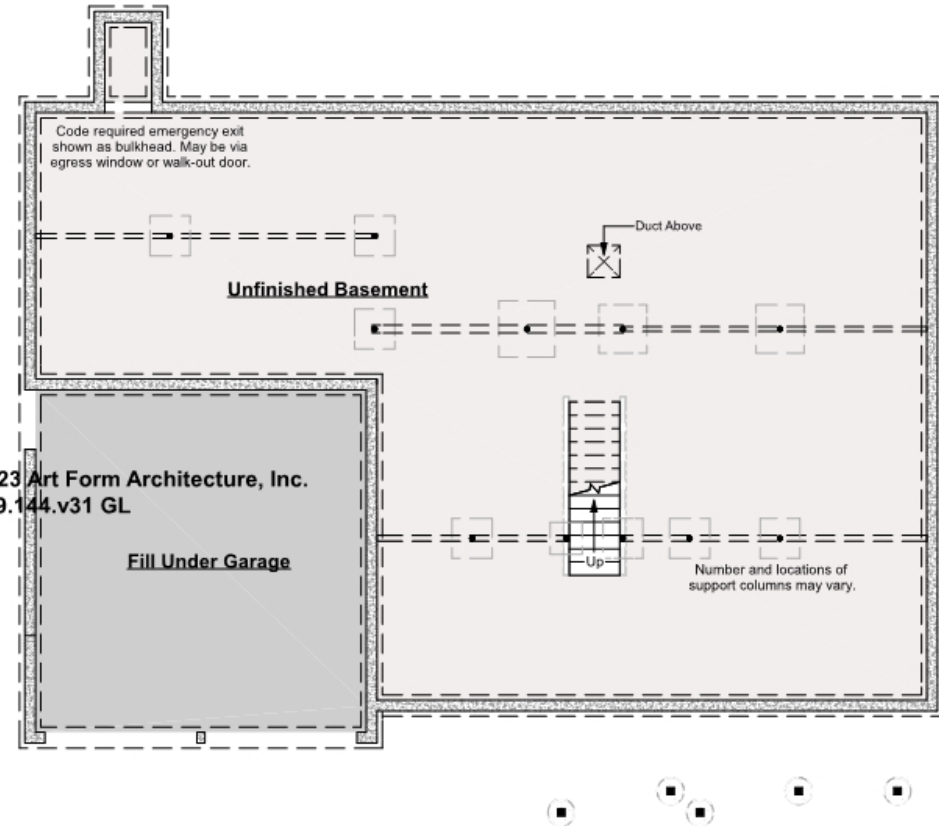 Code required emergency exit
shown as bulkhead. May be via
egress window or walk-out door.
Duct Above
Unfinished Basement
23 Art Form Architecture, Inc.
9.144.v31 GL
Fill Under Garage
Up
Number and locations of
support columns may vary.